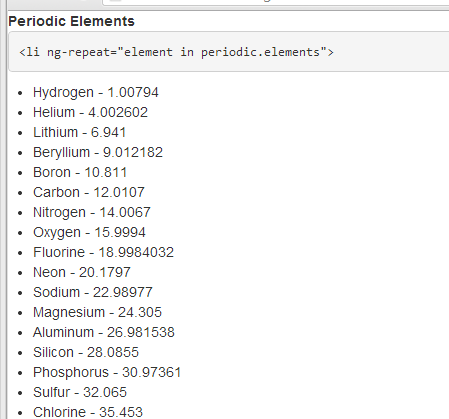 Periodic Elements
<li ng-repeat="element in periodic.elements">
Hydrogen - 1.00794
Helium - 4.002602
Lithium - 6.941
Beryllium - 9.012182
Boron - 10.811
Carbon - 12.0107
Nitrogen - 14.0067
Oxygen - 15.9994
Fluorine - 18.9984032
Neon - 20.1797
Sodium - 22.98977
Magnesium - 24.305
Aluminum - 26.981538
Silicon - 28.0855
Phosphorus - 30.97361
Sulfur - 32.065
Chlorine - 35.453